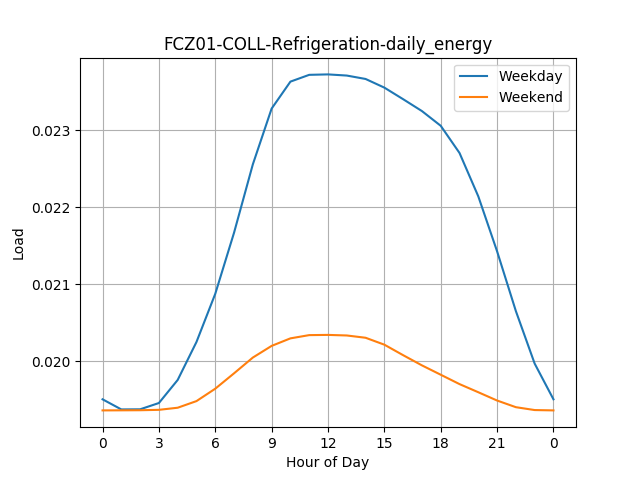 FCZ01-COLL-Refrigeration-daily_energy
Weekday
Weekend
Load
0.023
0.022
0.021
0.020
0 3 6 9 12 15 18 21 0
Hour of Day